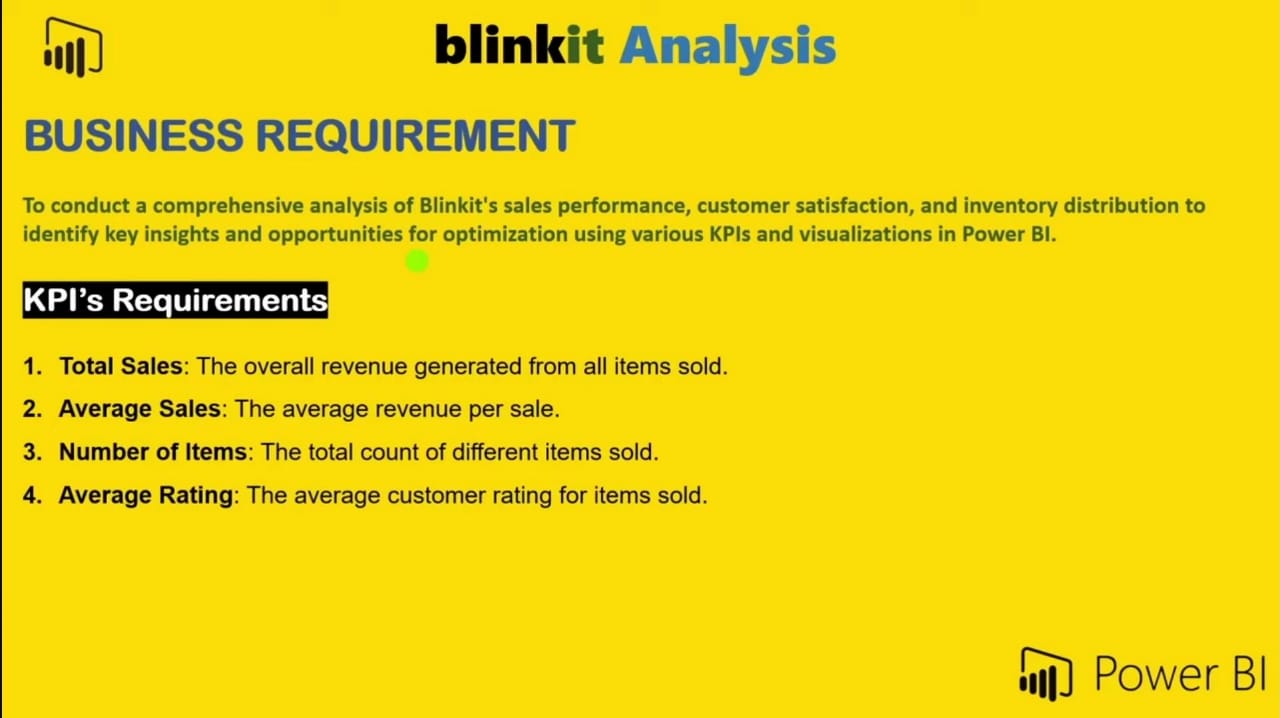 blinkit Analysis
BUSINESS REQUIREMENT
To conduct a comprehensive analysis of Blinkit's sales performance, customer satisfaction, and inventory distribution to
identify key insights and opportunities for optimization using various KPIs and visualizations in Power BI.
KPI’s Requirements
1. Total Sales: The overall revenue generated from all items sold.
2. Average Sales: The average revenue per sale.
3. Number of Items: The total count of different items sold.
4. Average Rating: The average customer rating for items sold.
Power BI